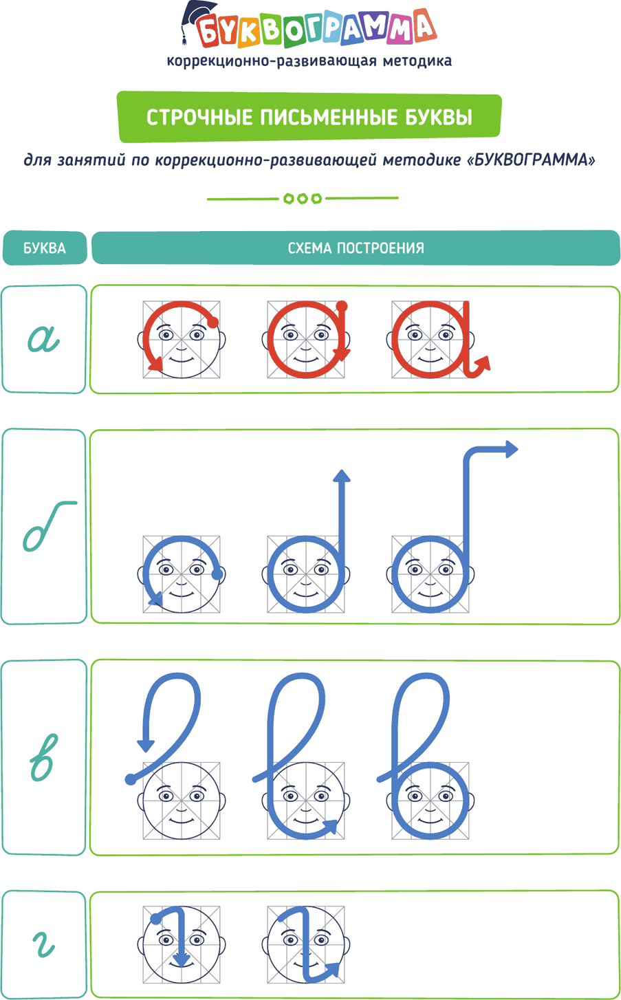 БУКВОГРАММА
коррекционно-развивающая методика
СТРОЧНЫЕ ПИСЬМЕННЫЕ БУКВЫ
для занятий по коррекционно-развивающей методике «БУКВОГРАММА»
БУКВА
СХЕМА ПОСТРОЕНИЯ
а
б
в
г